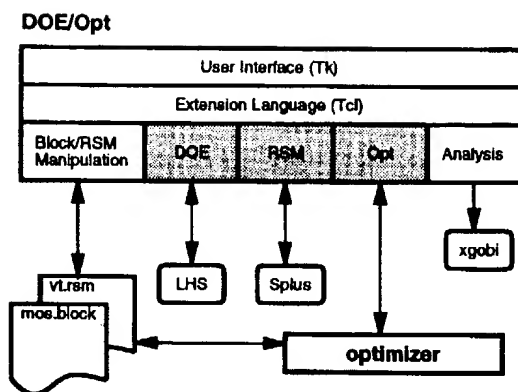 DOE/Opt
User Interface (Tk)
Extension Language (Tcl)
Block/RSM
Manipulation
DOE
RSM
Opt
Analysis
xgobi
LHS
Splus
vt.rsm
mos.block
optimizer